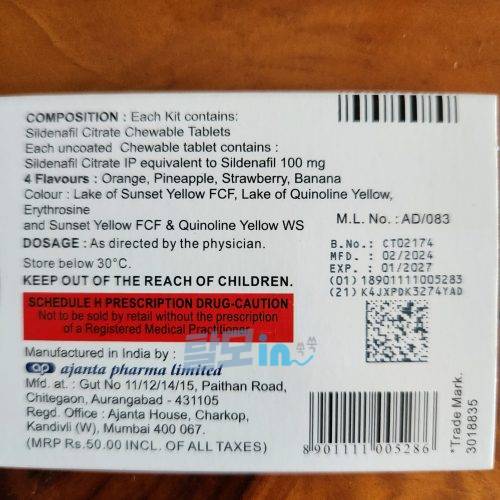 COMPOSITION : Each Kit contains:
Sildenafil Citrate Chewable Tablets
Each uncoated Chewable tablet contains :
Sildenafil Citrate IP equivalent to Sildenafil 100 mg
4 Flavours : Orange, Pineapple, Strawberry, Banana
Colour : Lake of Sunset Yellow FCF, Lake of Quinoline Yellow,
Erythrosine
and Sunset Yellow FCF & Quinoline Yellow WS
DOSAGE : As directed by the physician.
Store below 30°C.
KEEP OUT OF THE REACH OF CHILDREN.
SCHEDULE H PRESCRIPTION DRUG-CAUTION
Not to be sold by retail without the prescription
of a Registered Medical Practitioner
탈모in
Manufactured in India by :
ap ajanta pharma limited
Mfd. at : Gut No 11/12/14/15, Paithan Road,
Chitegaon, Aurangabad - 431105
Regd. Office : Ajanta House, Charkop,
Kandivli (W), Mumbai 400 067.
(MRP Rs.50.00 INCL. OF ALL TAXES)
M.L. No.: AD/083
B.No.: CT02174
MFD. : 02/2024
EXP. : 01/2027
(01) 18901111005283
(21) K4JXPDK3274YAD
8901111005286
*Trade Mark.
3018835